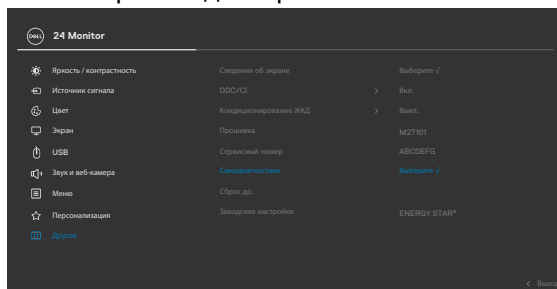 DELL 24 Monitor
Яркость / контрастность Сведения об экране Выберите √
Источник сигнала DDC/CI > Вкл.
Цвет Кондиционирование ЖКД > Выкл.
Экран Прошивка M2T101
USB Сервисный номер ABCDEFG
Звук и веб-камера Самодиагностика Выберите √
Меню Сброс др.
Персонализация Заводские настройки ENERGY STAR®
Другое
< Выход